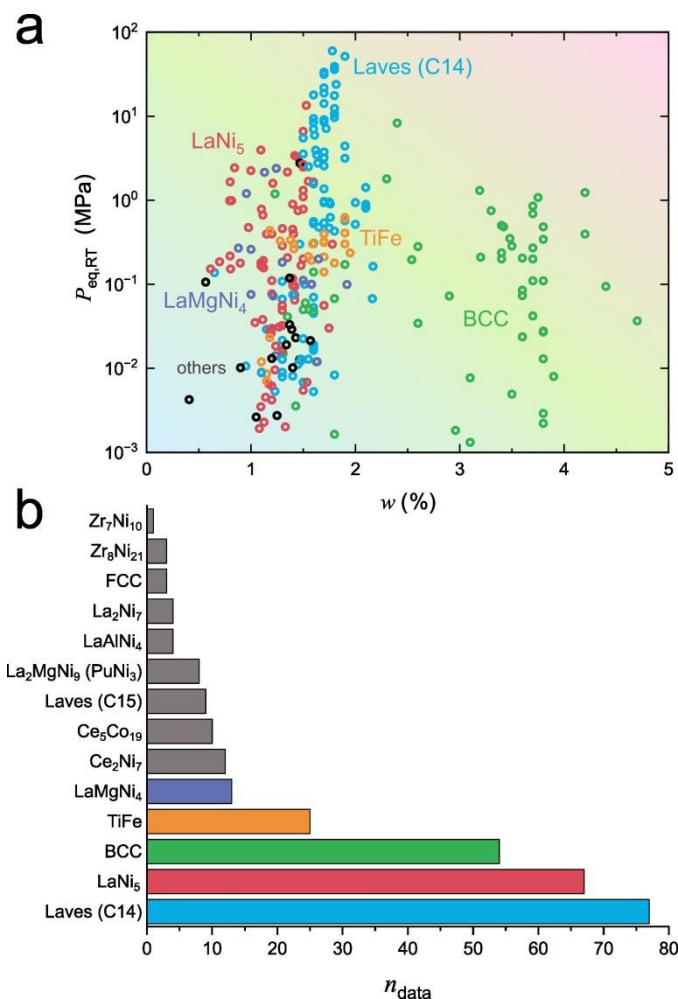 a
10²
10¹
10⁰
10⁻¹
10⁻²
10⁻³
P_eq,RT (MPa)
Laves (C14)
LaNi₅
TiFe
LaMgNi₄
BCC
others
0 1 2 3 4 5
w (%)
b
Zr₇Ni₁₀
Zr₈Ni₂₁
FCC
La₂Ni₇
LaAlNi₄
La₂MgNi₉ (PuNi₃)
Laves (C15)
Ce₅Co₁₉
Ce₂Ni₇
LaMgNi₄
TiFe
BCC
LaNi₅
Laves (C14)
0 10 20 30 40 50 60 70 80
n_data